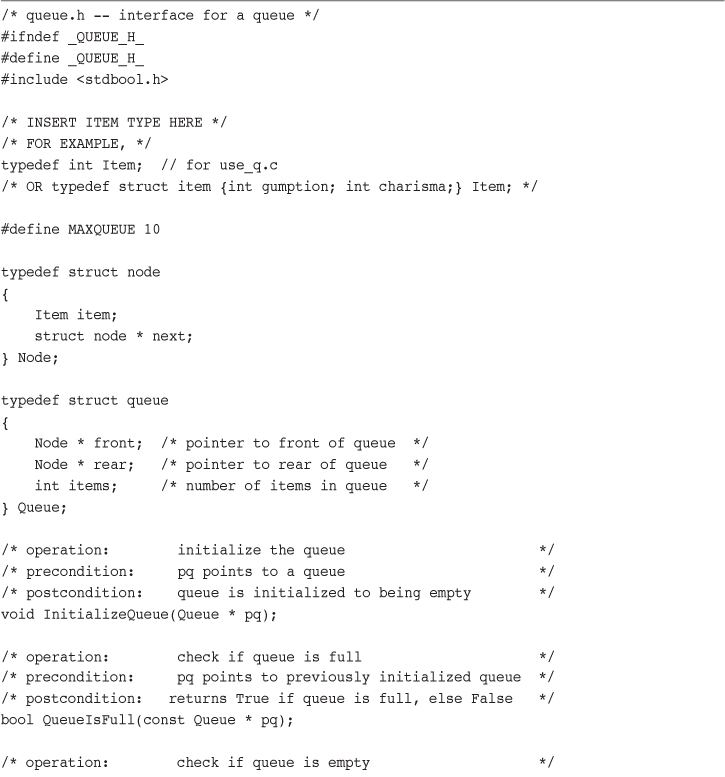 /* queue.h -- interface for a queue */
#ifndef _QUEUE_H_
#define _QUEUE_H_
#include <stdbool.h>

/* INSERT ITEM TYPE HERE */
/* FOR EXAMPLE, */
typedef int Item;  // for use_q.c
/* OR typedef struct item {int gumption; int charisma;} Item; */

#define MAXQUEUE 10

typedef struct node
{
    Item item;
    struct node * next;
} Node;

typedef struct queue
{
    Node * front;  /* pointer to front of queue  */
    Node * rear;   /* pointer to rear of queue   */
    int items;     /* number of items in queue   */
} Queue;

/* operation:        initialize the queue                       */
/* precondition:     pq points to a queue                       */
/* postcondition:    queue is initialized to being empty        */
void InitializeQueue(Queue * pq);

/* operation:        check if queue is full                     */
/* precondition:     pq points to previously initialized queue  */
/* postcondition:   returns True if queue is full, else False   */
bool QueueIsFull(const Queue * pq);

/* operation:        check if queue is empty                    */